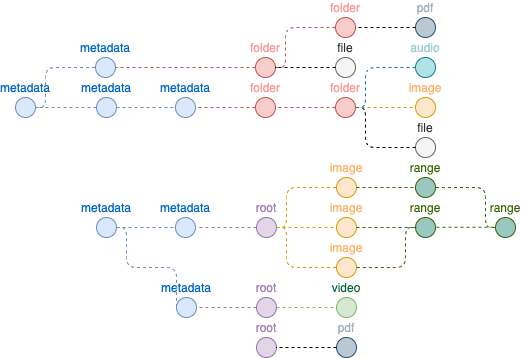 folder pdf
metadata folder file audio
metadata metadata metadata folder folder image
file
image range
metadata metadata root image range range
image
metadata root video
root pdf